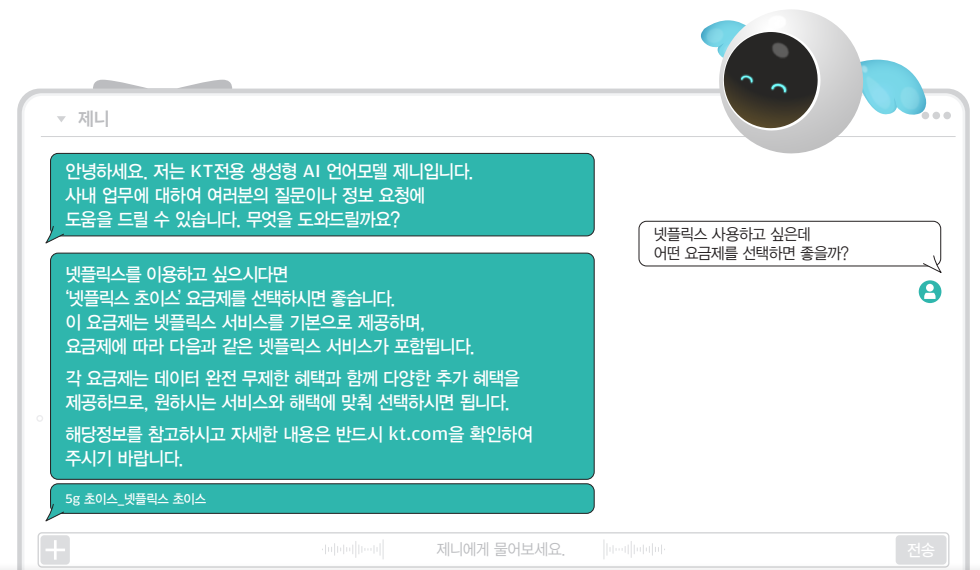 제니
안녕하세요. 저는 KT전용 생성형 AI 언어모델 제니입니다.
사내 업무에 대하여 여러분의 질문이나 정보 요청에
도움을 드릴 수 있습니다. 무엇을 도와드릴까요?
넷플릭스 사용하고 싶은데
어떤 요금제를 선택하면 좋을까?
넷플릭스를 이용하고 싶으시다면
‘넷플릭스 초이스’ 요금제를 선택하시면 좋습니다.
이 요금제는 넷플릭스 서비스를 기본으로 제공하며,
요금제에 따라 다음과 같은 넷플릭스 서비스가 포함됩니다.
각 요금제는 데이터 완전 무제한 혜택과 함께 다양한 추가 혜택을
제공하므로, 원하시는 서비스와 해택에 맞춰 선택하시면 됩니다.
해당정보를 참고하시고 자세한 내용은 반드시 kt.com을 확인하여
주시기 바랍니다.
5g 초이스_넷플릭스 초이스
제니에게 물어보세요.
전송